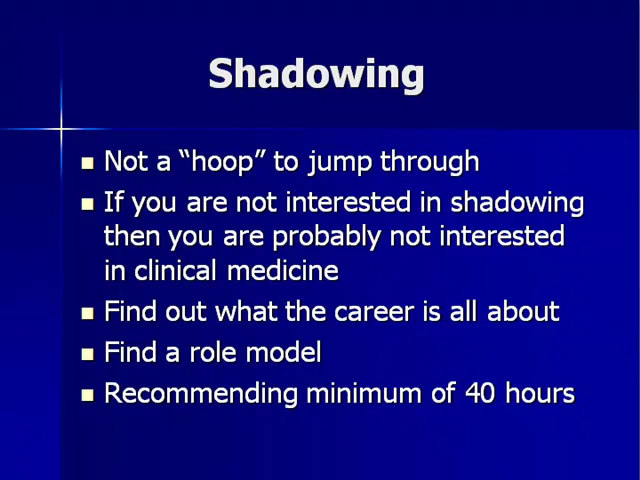 Shadowing
■ Not a “hoop” to jump through
■ If you are not interested in shadowing
then you are probably not interested
in clinical medicine
■ Find out what the career is all about
■ Find a role model
■ Recommending minimum of 40 hours